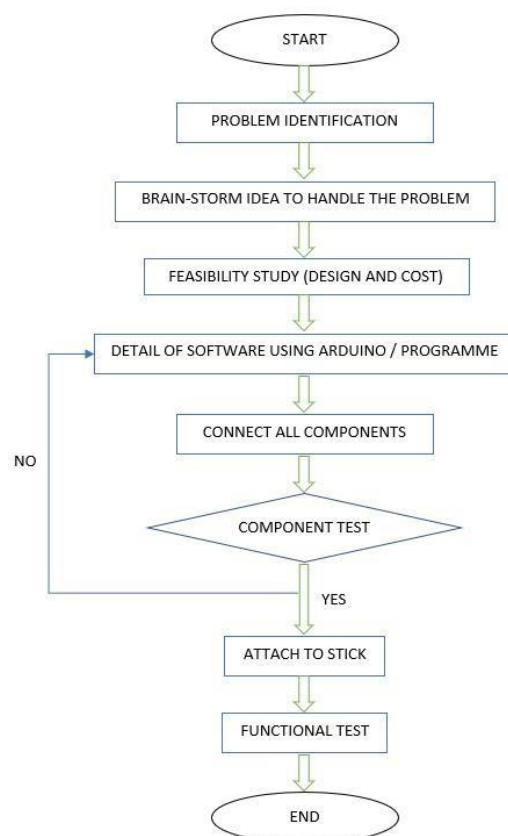 START
PROBLEM IDENTIFICATION
BRAIN-STORM IDEA TO HANDLE THE PROBLEM
FEASIBILITY STUDY (DESIGN AND COST)
DETAIL OF SOFTWARE USING ARDUINO / PROGRAMME
CONNECT ALL COMPONENTS
NO
COMPONENT TEST
YES
ATTACH TO STICK
FUNCTIONAL TEST
END